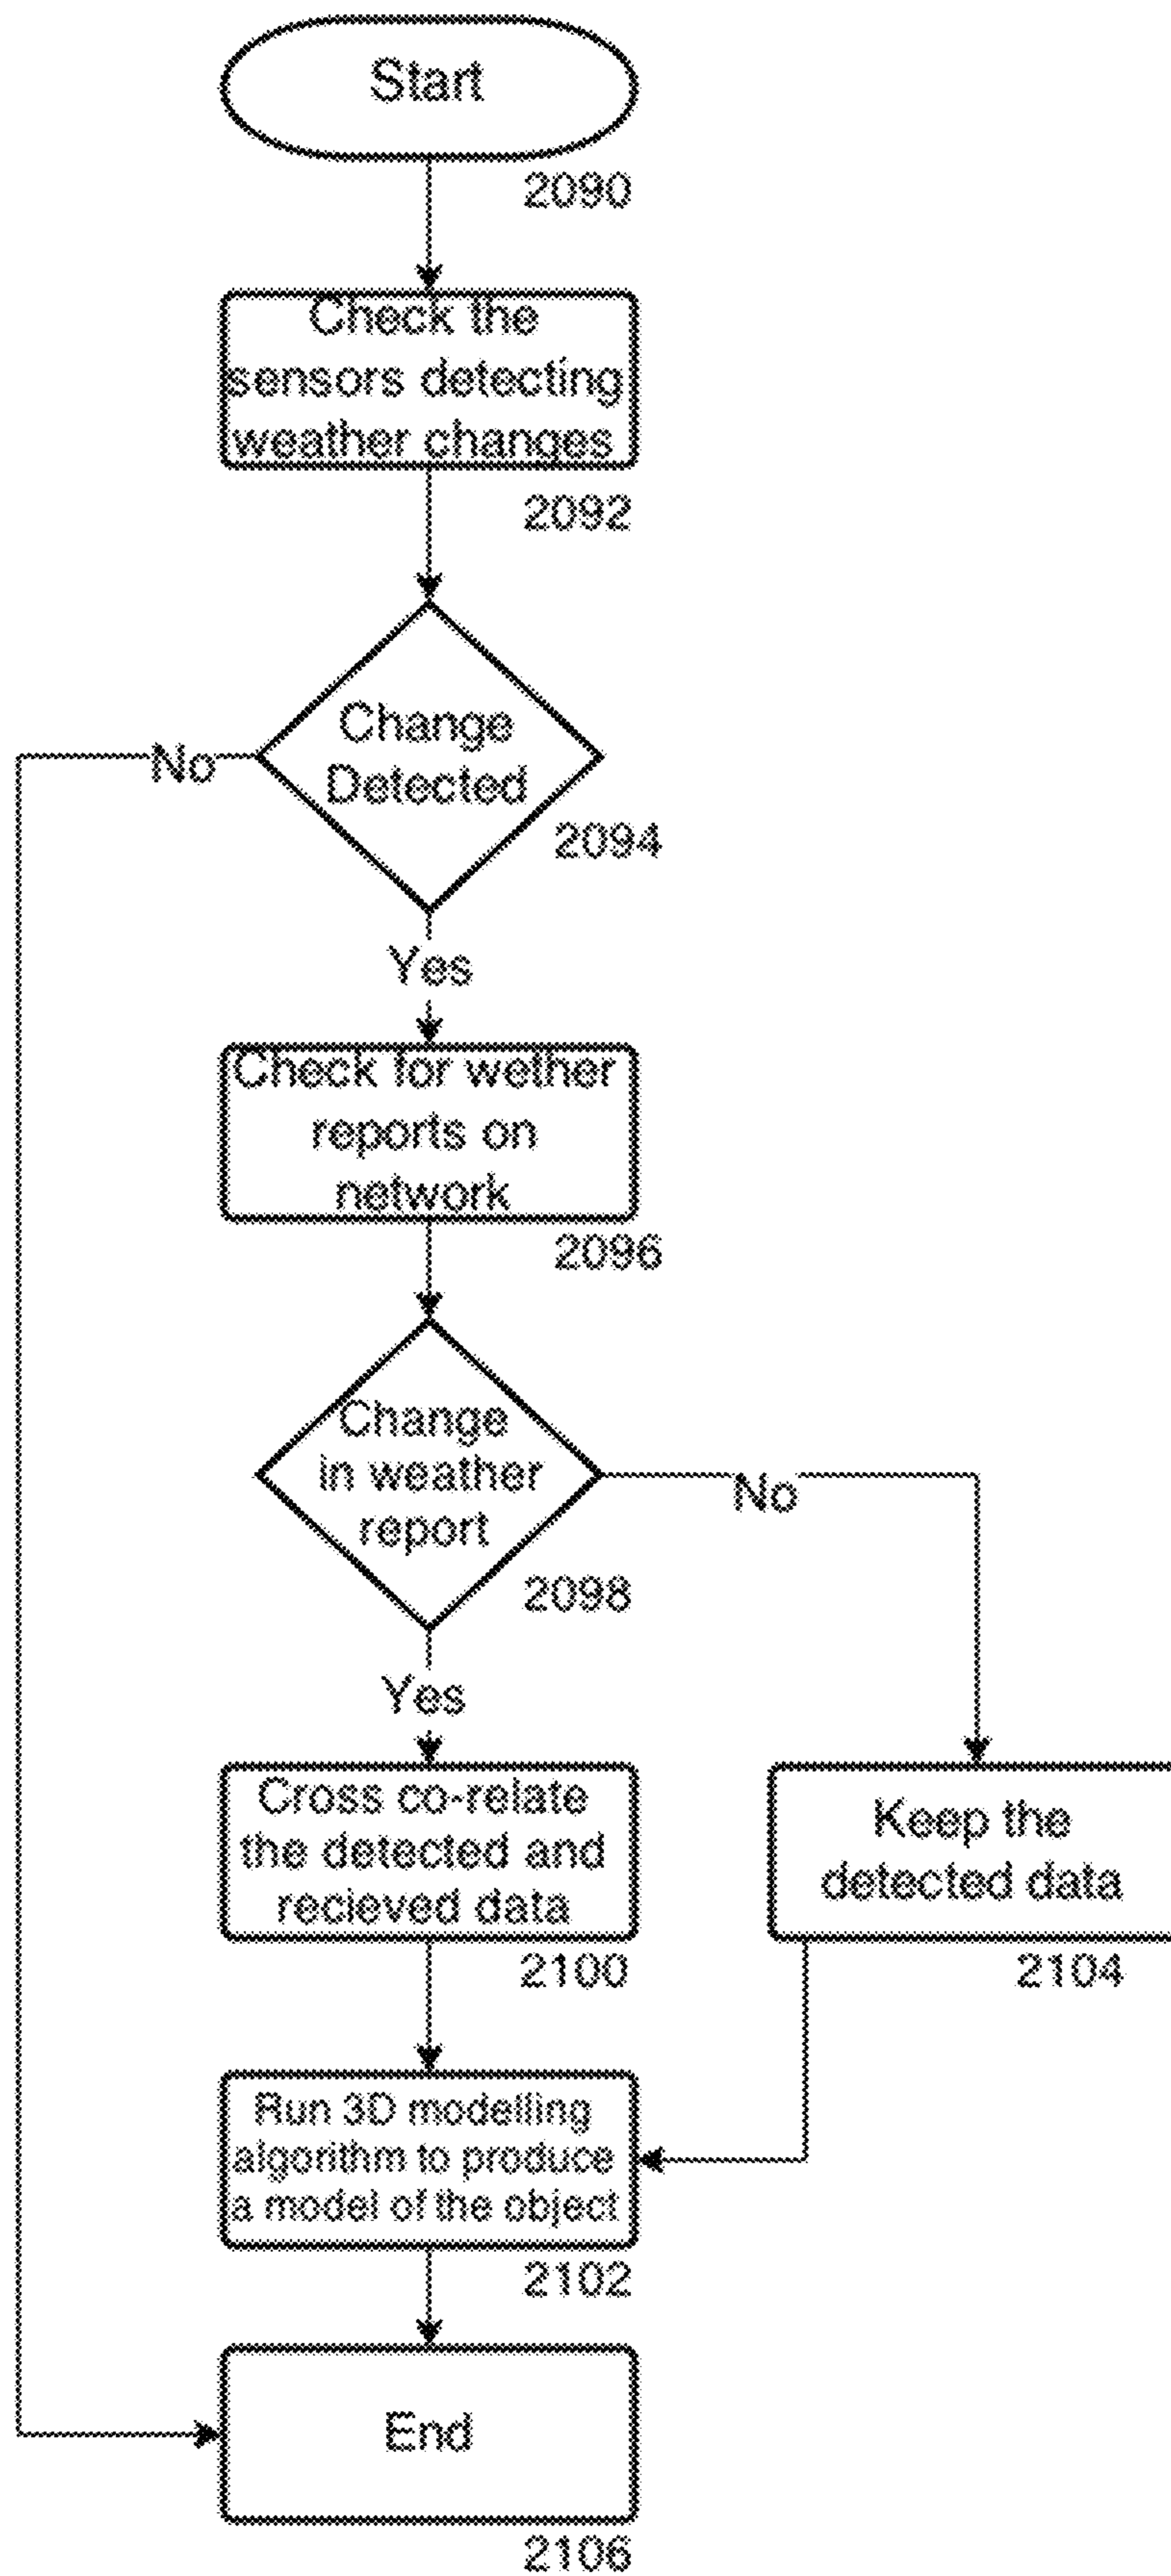 Start
2090
Check the
sensors detecting
weather changes
2092
Change
Detected
2094
No
Yes
Check for wether
reports on
network
2096
Change
in weather
report
2098
No
Yes
Cross co-relate
the detected and
recieved data
2100
Keep the
detected data
2104
Run 3D modelling
algorithm to produce
a model of the object
2102
End
2106